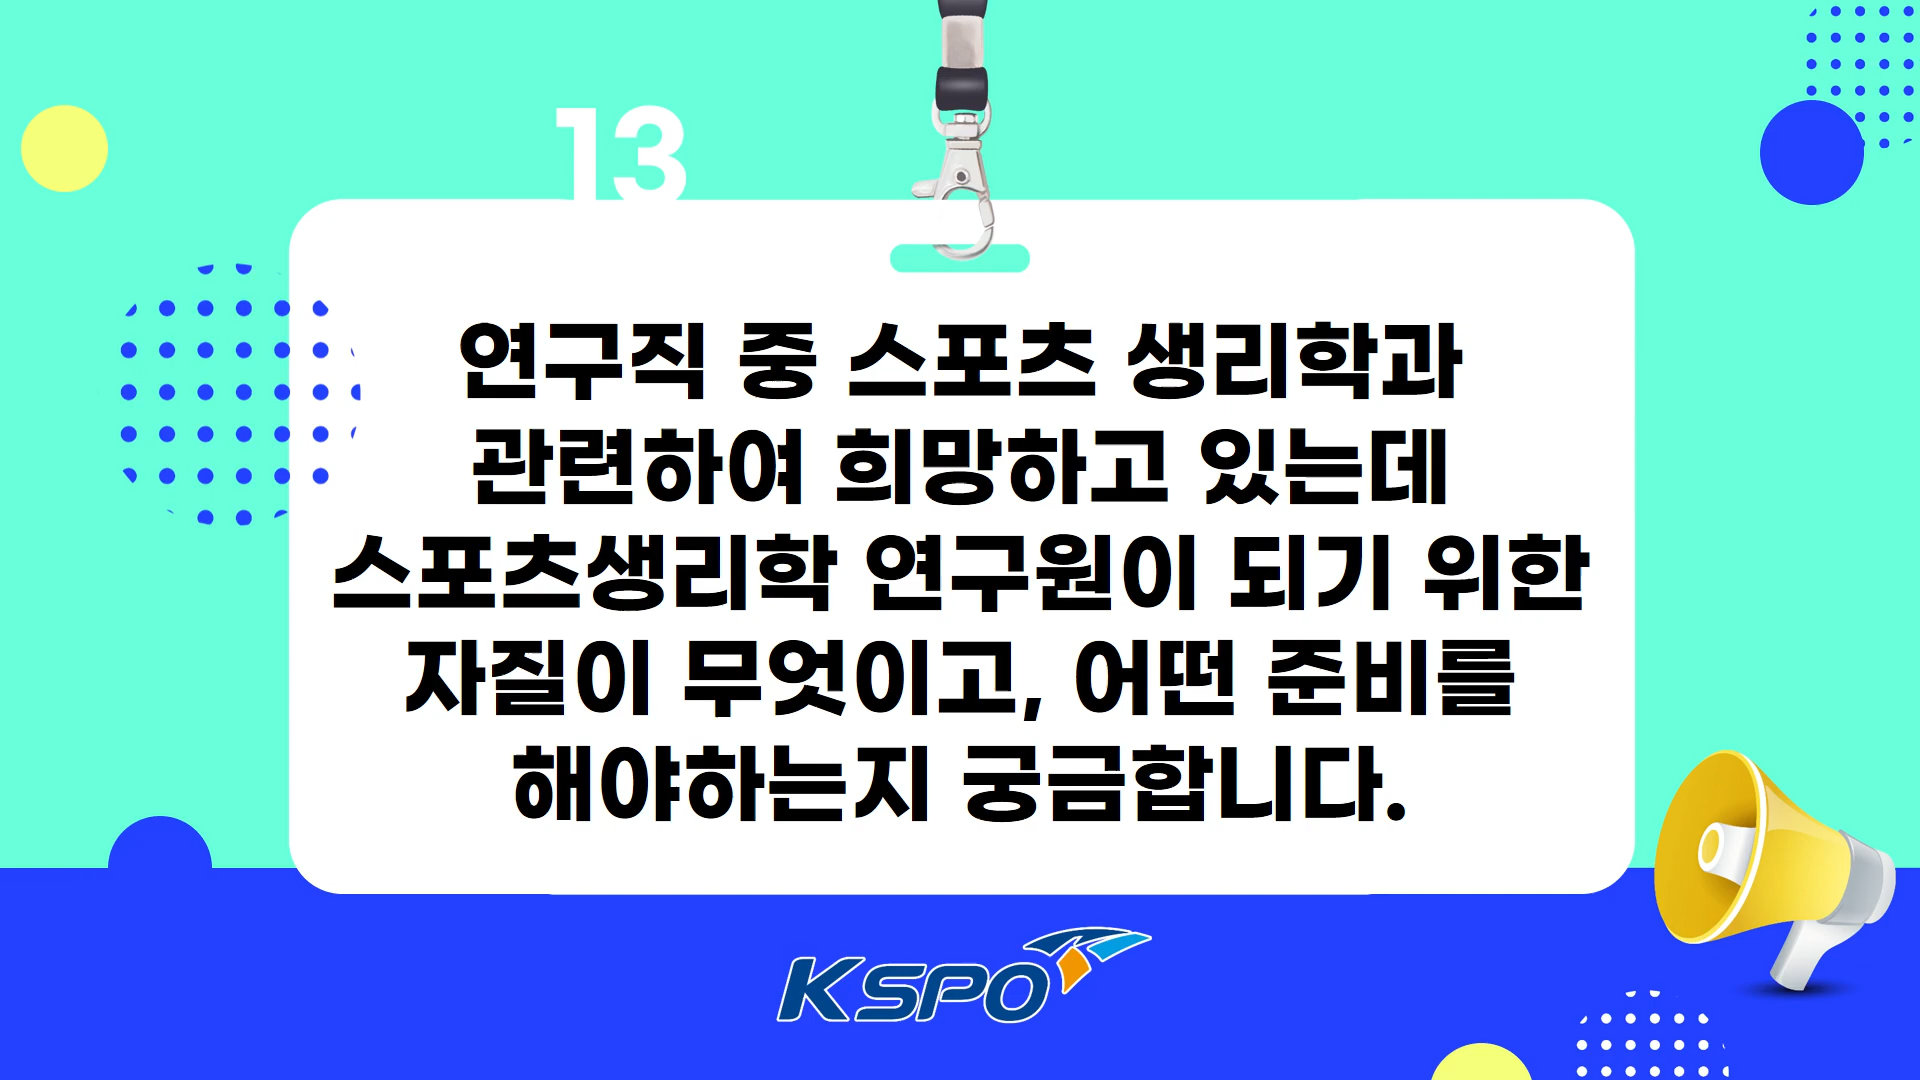 13
연구직 중 스포츠 생리학과
관련하여 희망하고 있는데
스포츠생리학 연구원이 되기 위한
자질이 무엇이고, 어떤 준비를
해야하는지 궁금합니다.
KSPO